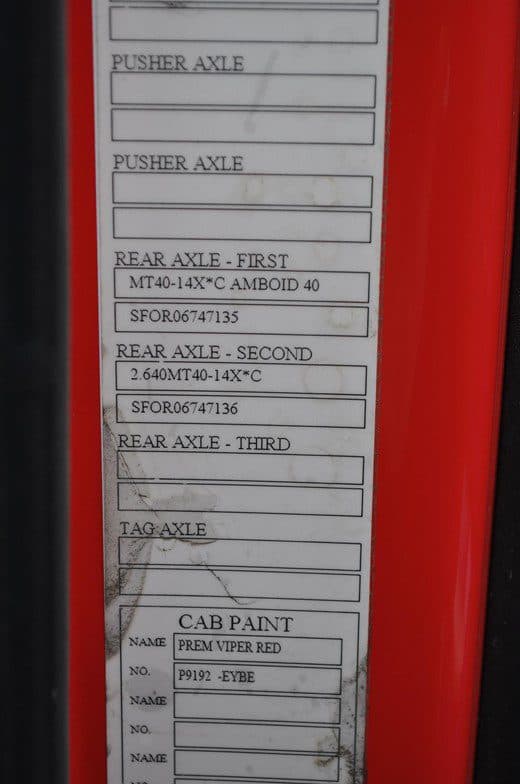 PUSHER AXLE
PUSHER AXLE
REAR AXLE - FIRST
MT40-14X*C AMBOID 40
SFOR06747135
REAR AXLE - SECOND
2.640MT40-14X*C
SFOR06747136
REAR AXLE - THIRD
TAG AXLE
CAB PAINT
NAME PREM VIPER RED
NO. P9192 -EYBE
NAME
NO.
NAME